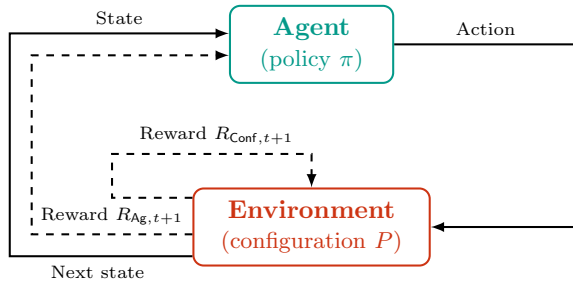 State
Agent
(policy π)
Action
Reward R_{Conf,t+1}
Reward R_{Ag,t+1}
Environment
(configuration P)
Next state